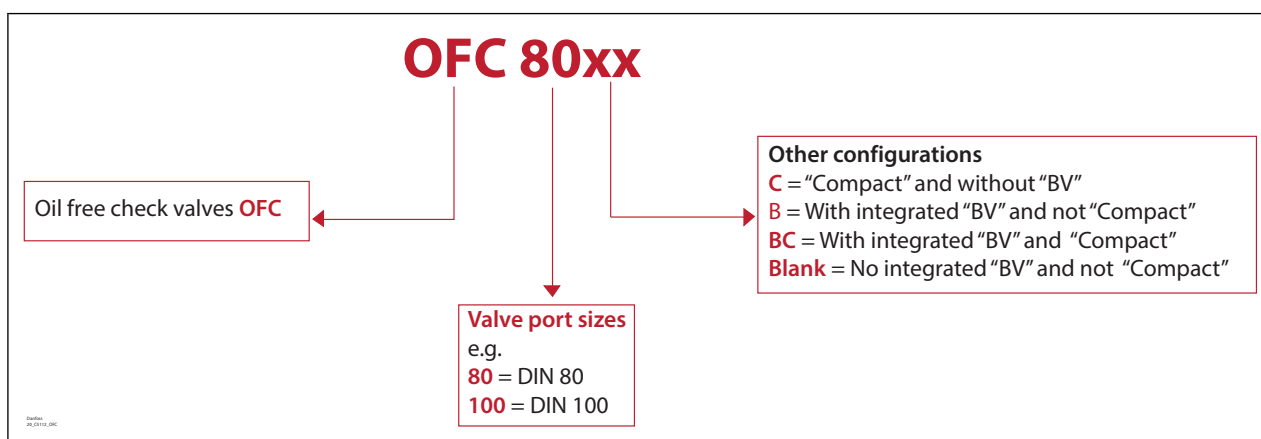 OFC 80xx
Oil free check valves OFC
Other configurations
C = “Compact” and without “BV”
B = With integrated “BV” and not “Compact”
BC = With integrated “BV” and “Compact”
Blank = No integrated “BV” and not “Compact”
Valve port sizes
e.g.
80 = DIN 80
100 = DIN 100
Danfoss